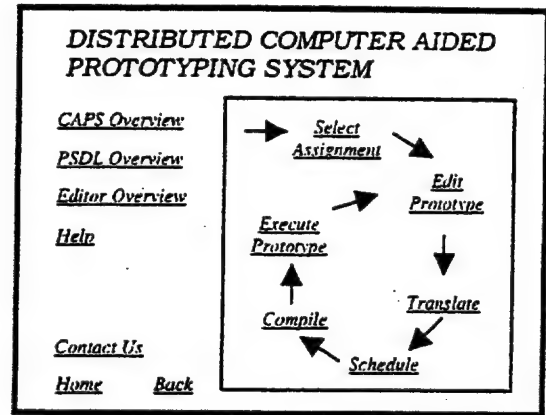 DISTRIBUTED COMPUTER AIDED
PROTOTYPING SYSTEM
CAPS Overview
PSDL Overview
Editor Overview
Help
Contact Us
Home Back
Select
Assignment
Edit
Prototype
Translate
Schedule
Compile
Execute
Prototype